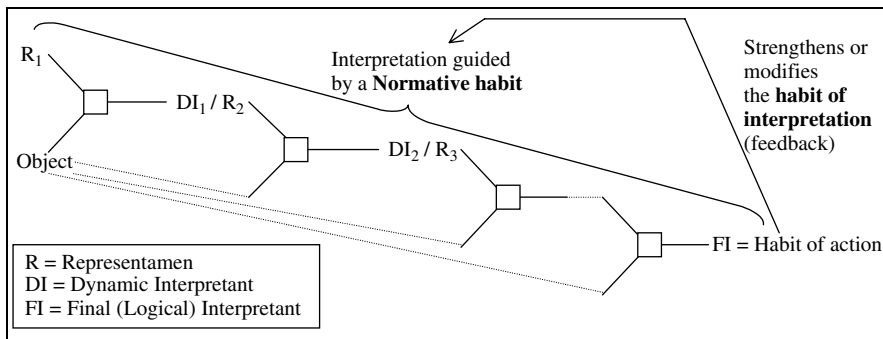 R₁
Interpretation guided
by a Normative habit
Strengthens or
modifies
the habit of
interpretation
(feedback)
DI₁ / R₂
DI₂ / R₃
Object
FI = Habit of action
R = Representamen
DI = Dynamic Interpretant
FI = Final (Logical) Interpretant